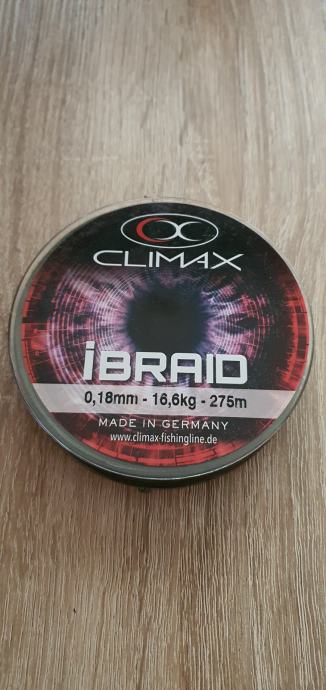 CLIMAX
iBRAID
0,18mm - 16,6kg - 275m
MADE IN GERMANY
www.climax-fishingline.de